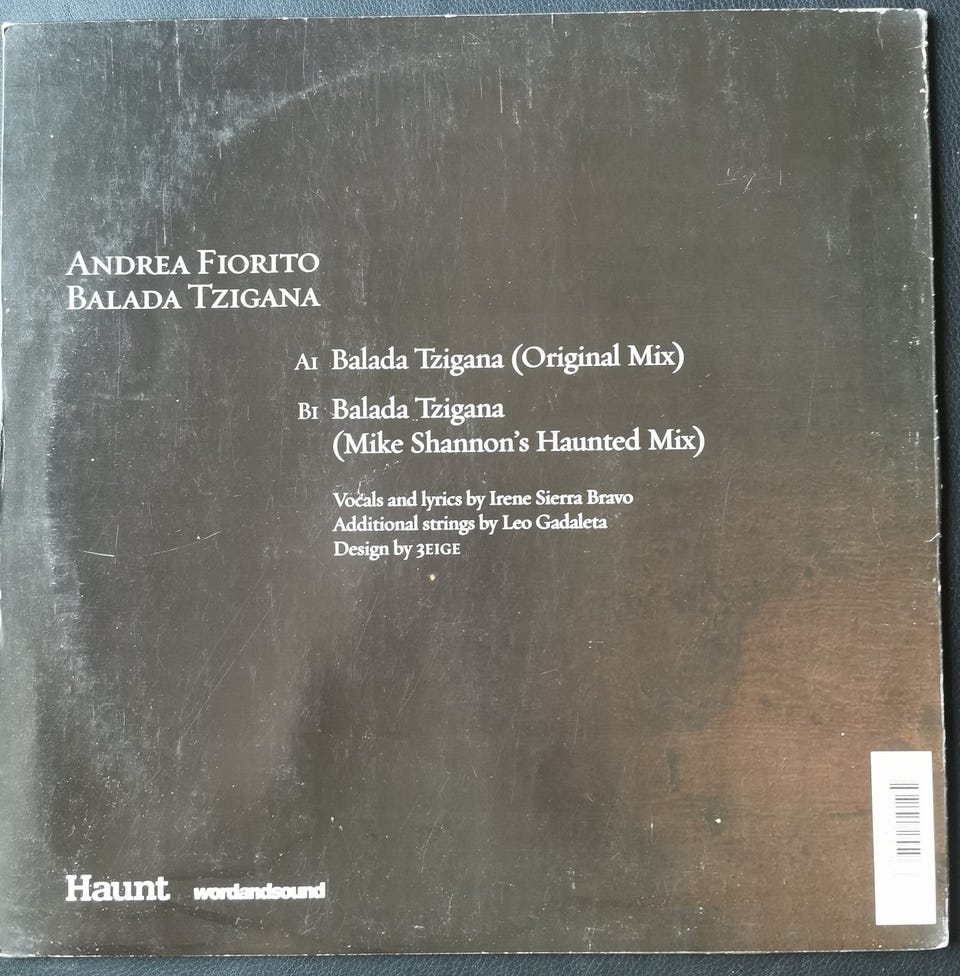 Andrea Fiorito
Balada Tzigana
A1 Balada Tzigana (Original Mix)
B1 Balada Tzigana
(Mike Shannon's Haunted Mix)
Vocals and lyrics by Irene Sierra Bravo
Additional strings by Leo Gadaleta
Design by 3EIGE
Haunt wordandsound